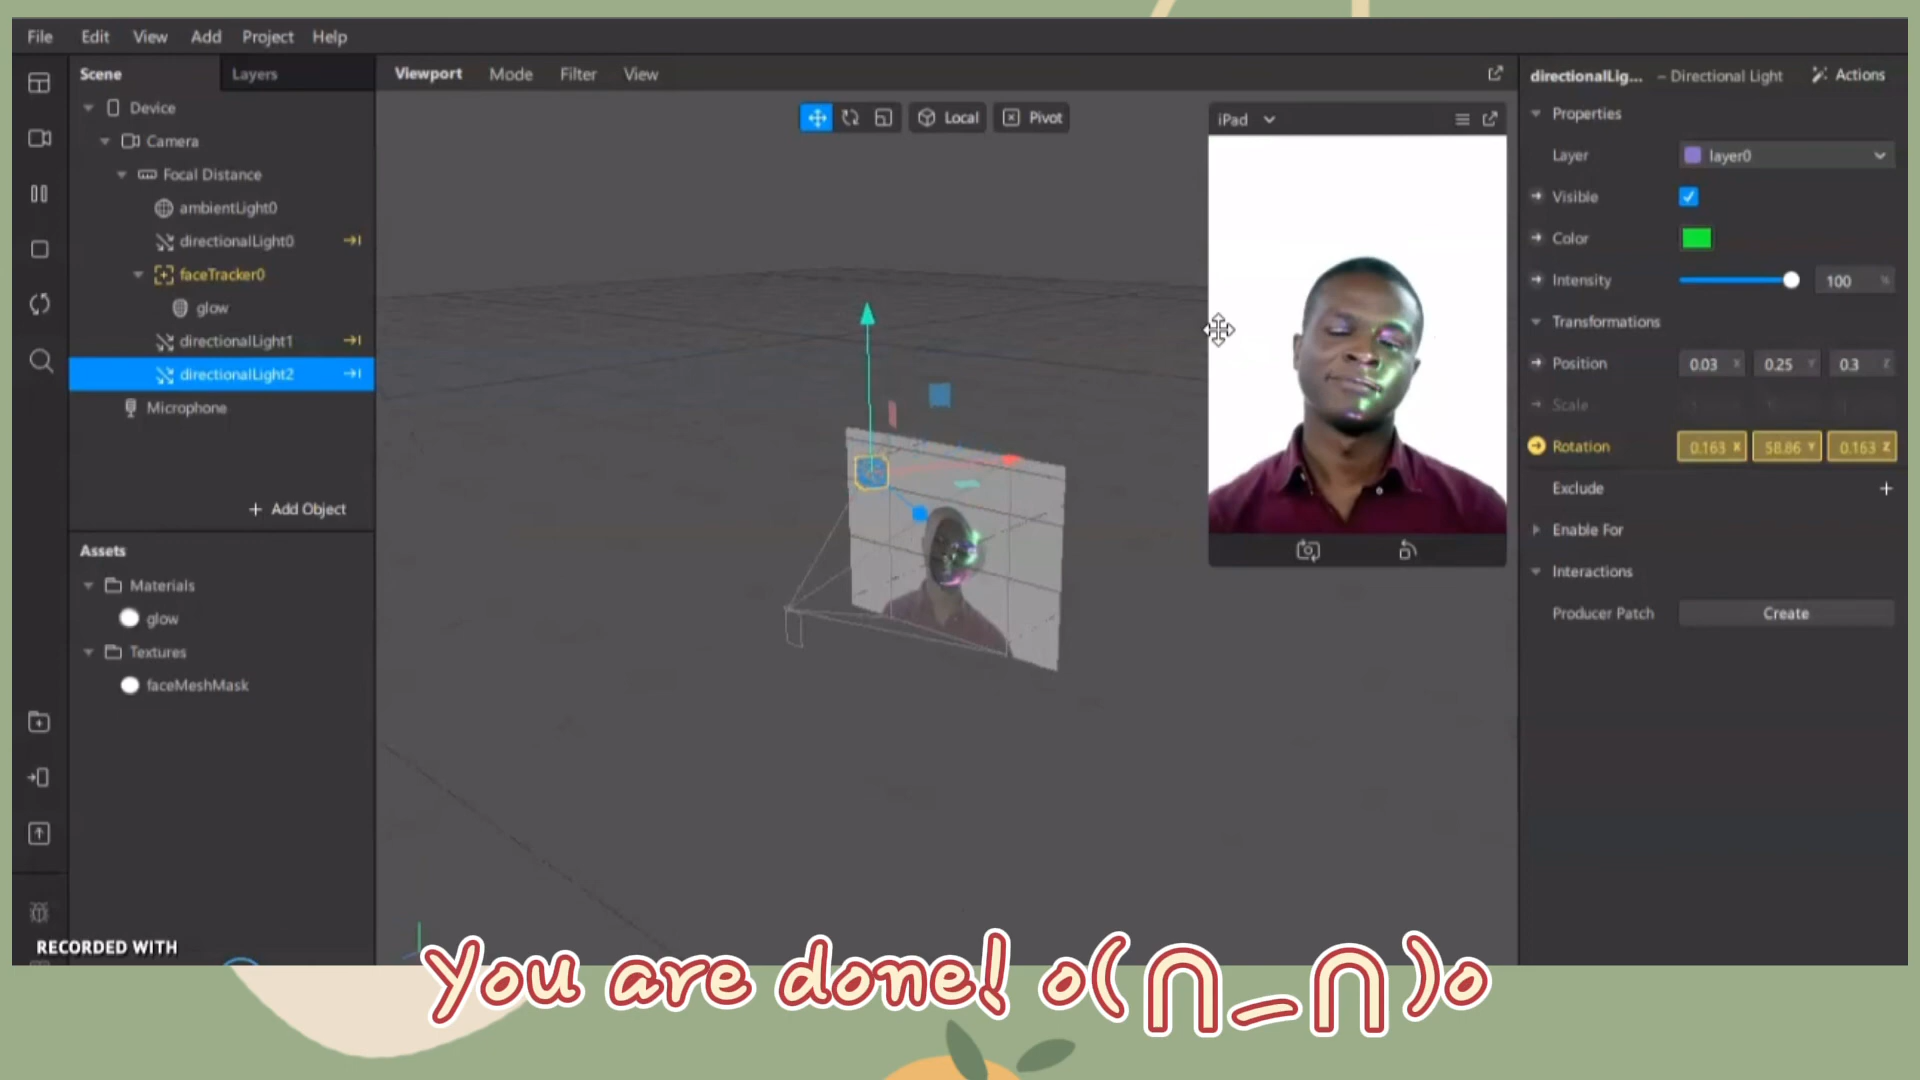 File Edit View Add Project Help
Scene Layers
Device
Camera
Focal Distance
ambientLight0
directionalLight0
faceTracker0
glow
directionalLight1
directionalLight2
Microphone
+ Add Object
Assets
Materials
glow
Textures
faceMeshMask
RECORDED WITH
Viewport Mode Filter View
Local Pivot
iPad
directionalLig... – Directional Light Actions
Properties
Layer layer0
Visible
Color
Intensity 100 %
Transformations
Position 0.03 X 0.25 Y 0.3 Z
Scale
Rotation 0.163 X 58.86 Y 0.163 Z
Exclude +
Enable For
Interactions
Producer Patch Create
You are done! o(∩_∩)o